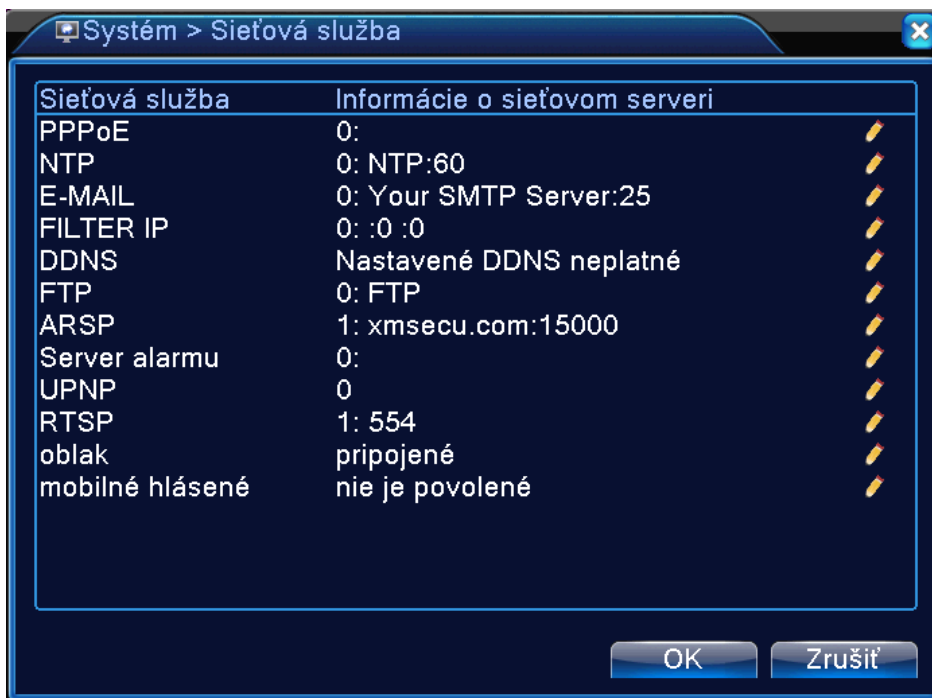 Systém > Sieťová služba
Sieťová služba Informácie o sieťovom serveri
PPPoE 0:
NTP 0: NTP:60
E-MAIL 0: Your SMTP Server:25
FILTER IP 0: :0 :0
DDNS Nastavené DDNS neplatné
FTP 0: FTP
ARSP 1: xmsecu.com:15000
Server alarmu 0:
UPNP 0
RTSP 1: 554
oblak pripojené
mobilné hlásené nie je povolené
OK Zrušiť